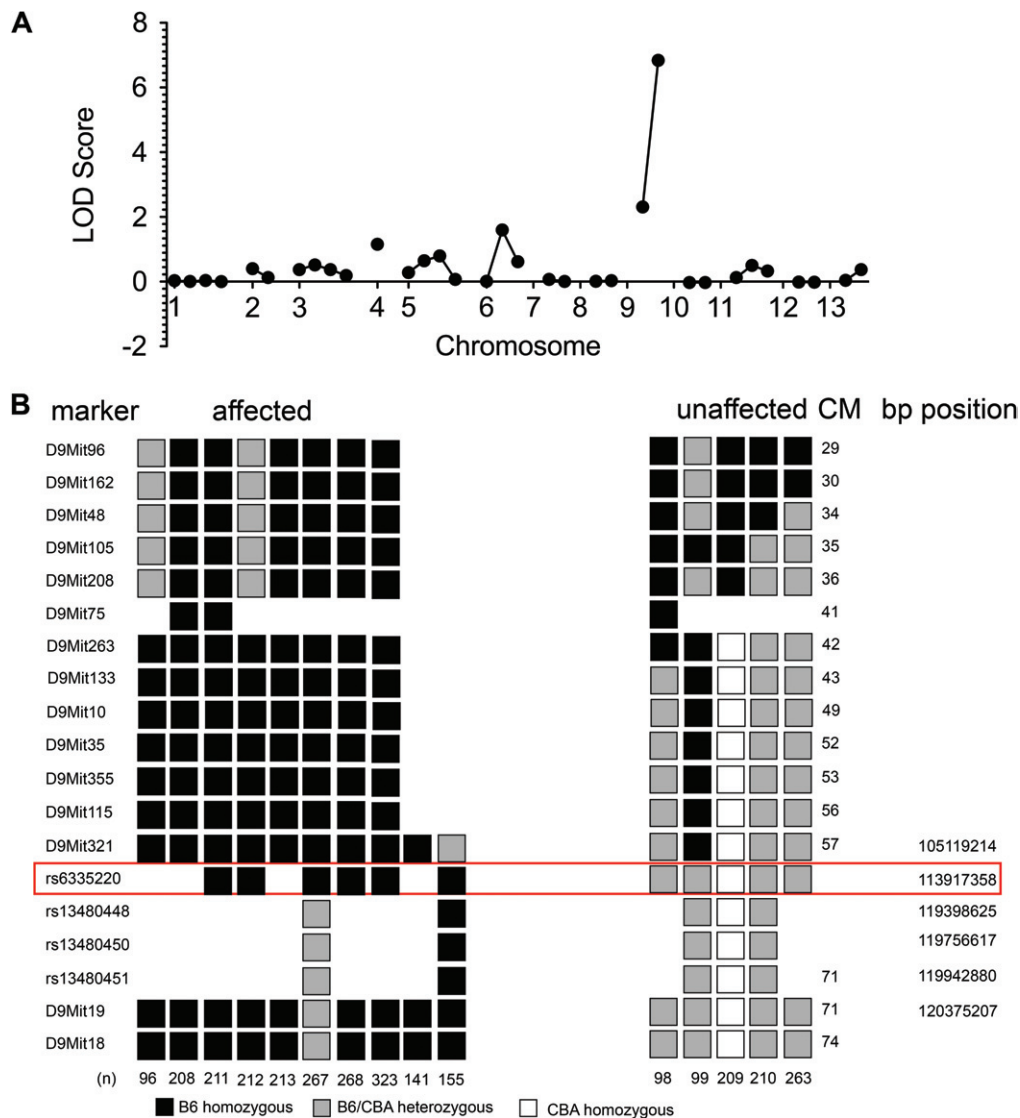 A
8
6
4
2
0
-2
LOD Score
1 2 3 4 5 6 7 8 9 10 11 12 13
Chromosome
B
marker affected unaffected CM bp position
D9Mit96 29
D9Mit162 30
D9Mit48 34
D9Mit105 35
D9Mit208 36
D9Mit75 41
D9Mit263 42
D9Mit133 43
D9Mit10 49
D9Mit35 52
D9Mit355 53
D9Mit115 56
D9Mit321 57 105119214
rs6335220 113917358
rs13480448 119398625
rs13480450 119756617
rs13480451 71 119942880
D9Mit19 71 120375207
D9Mit18 74
(n) 96 208 211 212 213 267 268 323 141 155 98 99 209 210 263
B6 homozygous B6/CBA heterozygous CBA homozygous